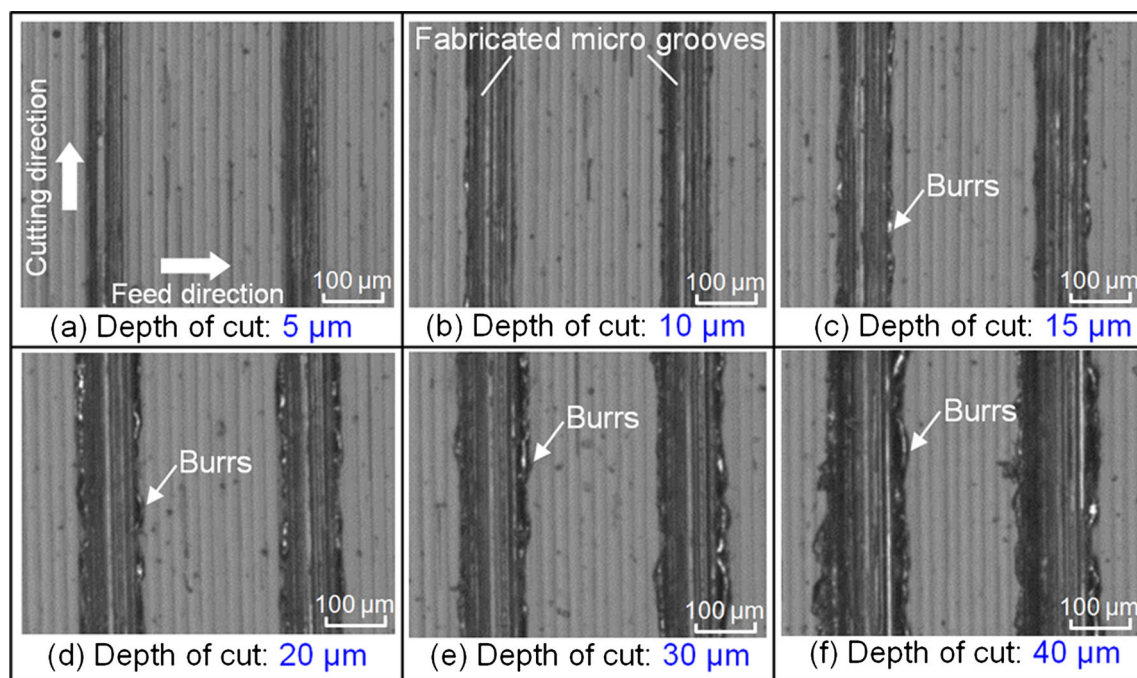 Cutting direction
Feed direction
100 μm
(a) Depth of cut: 5 μm
Fabricated micro grooves
100 μm
(b) Depth of cut: 10 μm
Burrs
100 μm
(c) Depth of cut: 15 μm
Burrs
100 μm
(d) Depth of cut: 20 μm
Burrs
100 μm
(e) Depth of cut: 30 μm
Burrs
100 μm
(f) Depth of cut: 40 μm